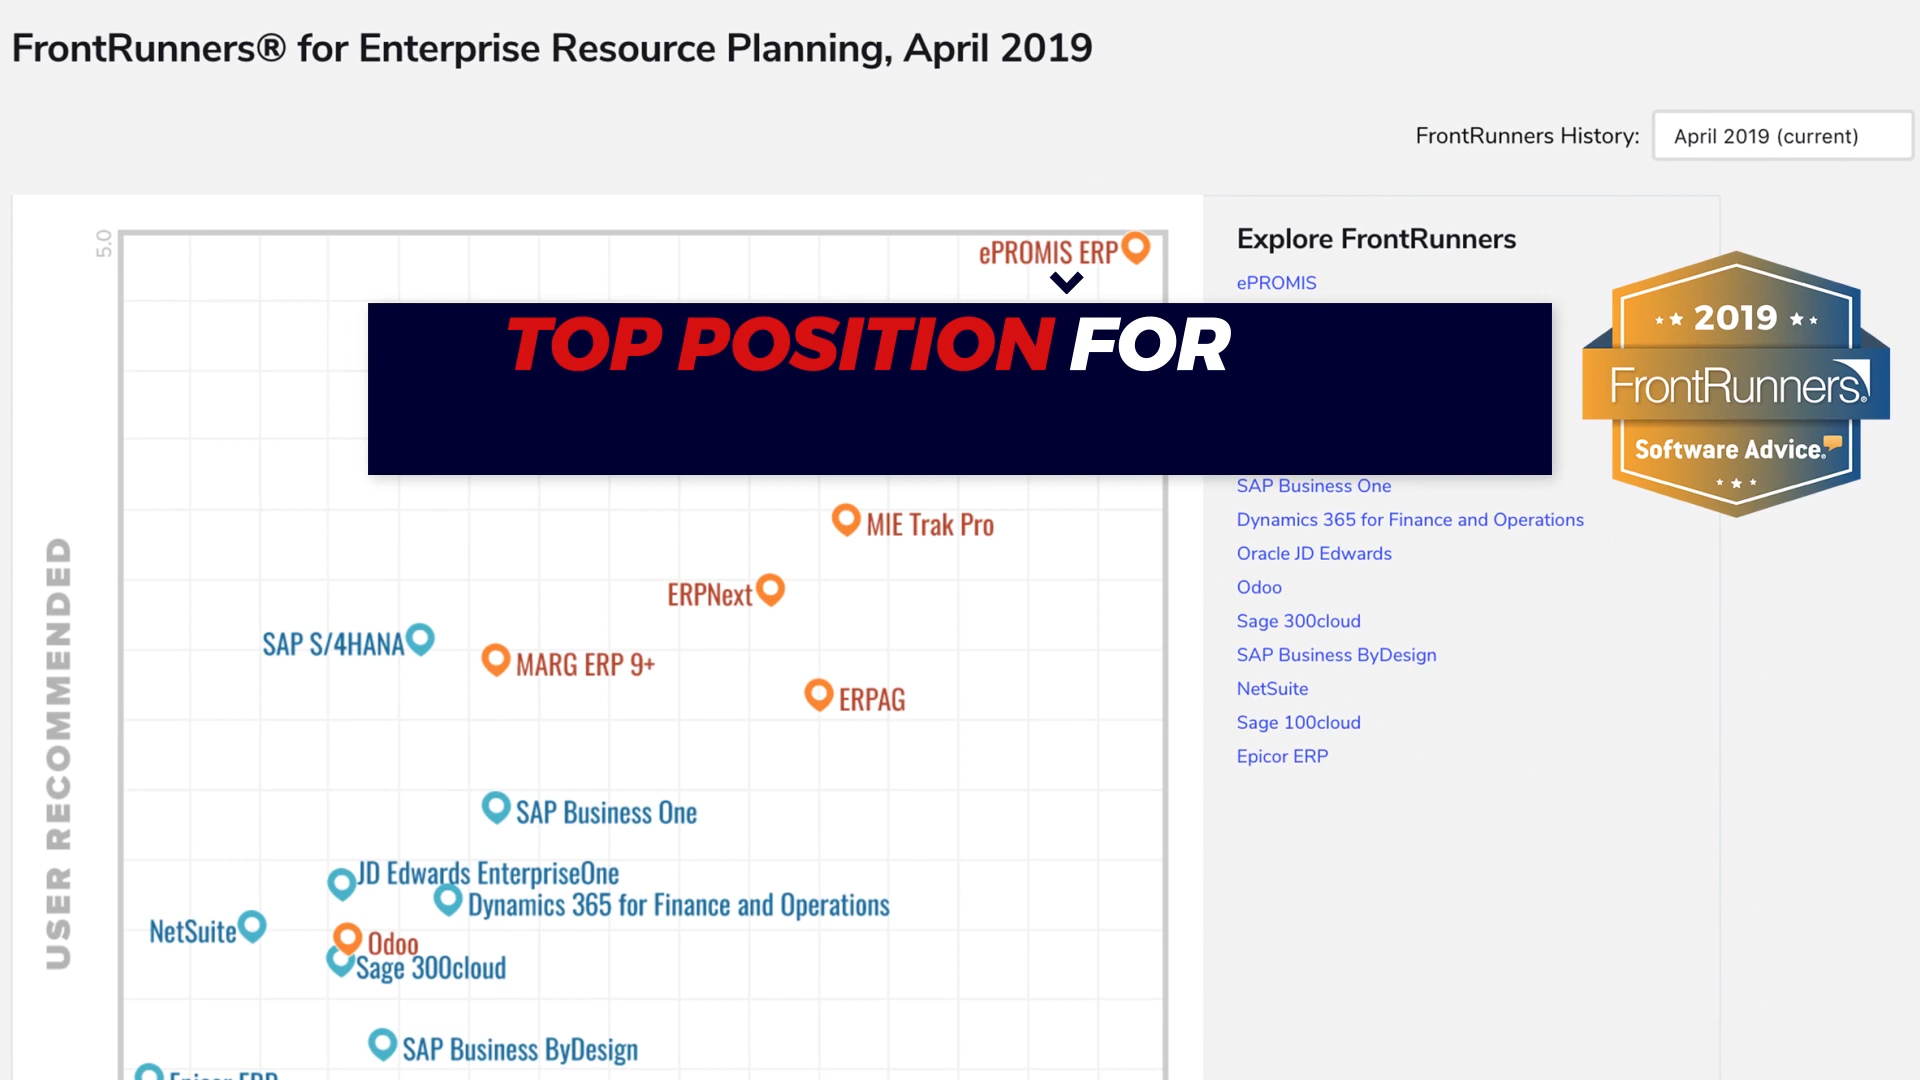 FrontRunners® for Enterprise Resource Planning, April 2019
FrontRunners History:
April 2019 (current)
5.0
USER RECOMMENDED
ePROMIS ERP
TOP POSITION FOR
MIE Trak Pro
ERPNext
SAP S/4HANA
MARG ERP 9+
ERPAG
SAP Business One
JD Edwards EnterpriseOne
Dynamics 365 for Finance and Operations
NetSuite
Odoo
Sage 300cloud
SAP Business ByDesign
Epicor ERP
Explore FrontRunners
ePROMIS
SAP Business One
Dynamics 365 for Finance and Operations
Oracle JD Edwards
Odoo
Sage 300cloud
SAP Business ByDesign
NetSuite
Sage 100cloud
Epicor ERP
2019
FrontRunners®
Software Advice.